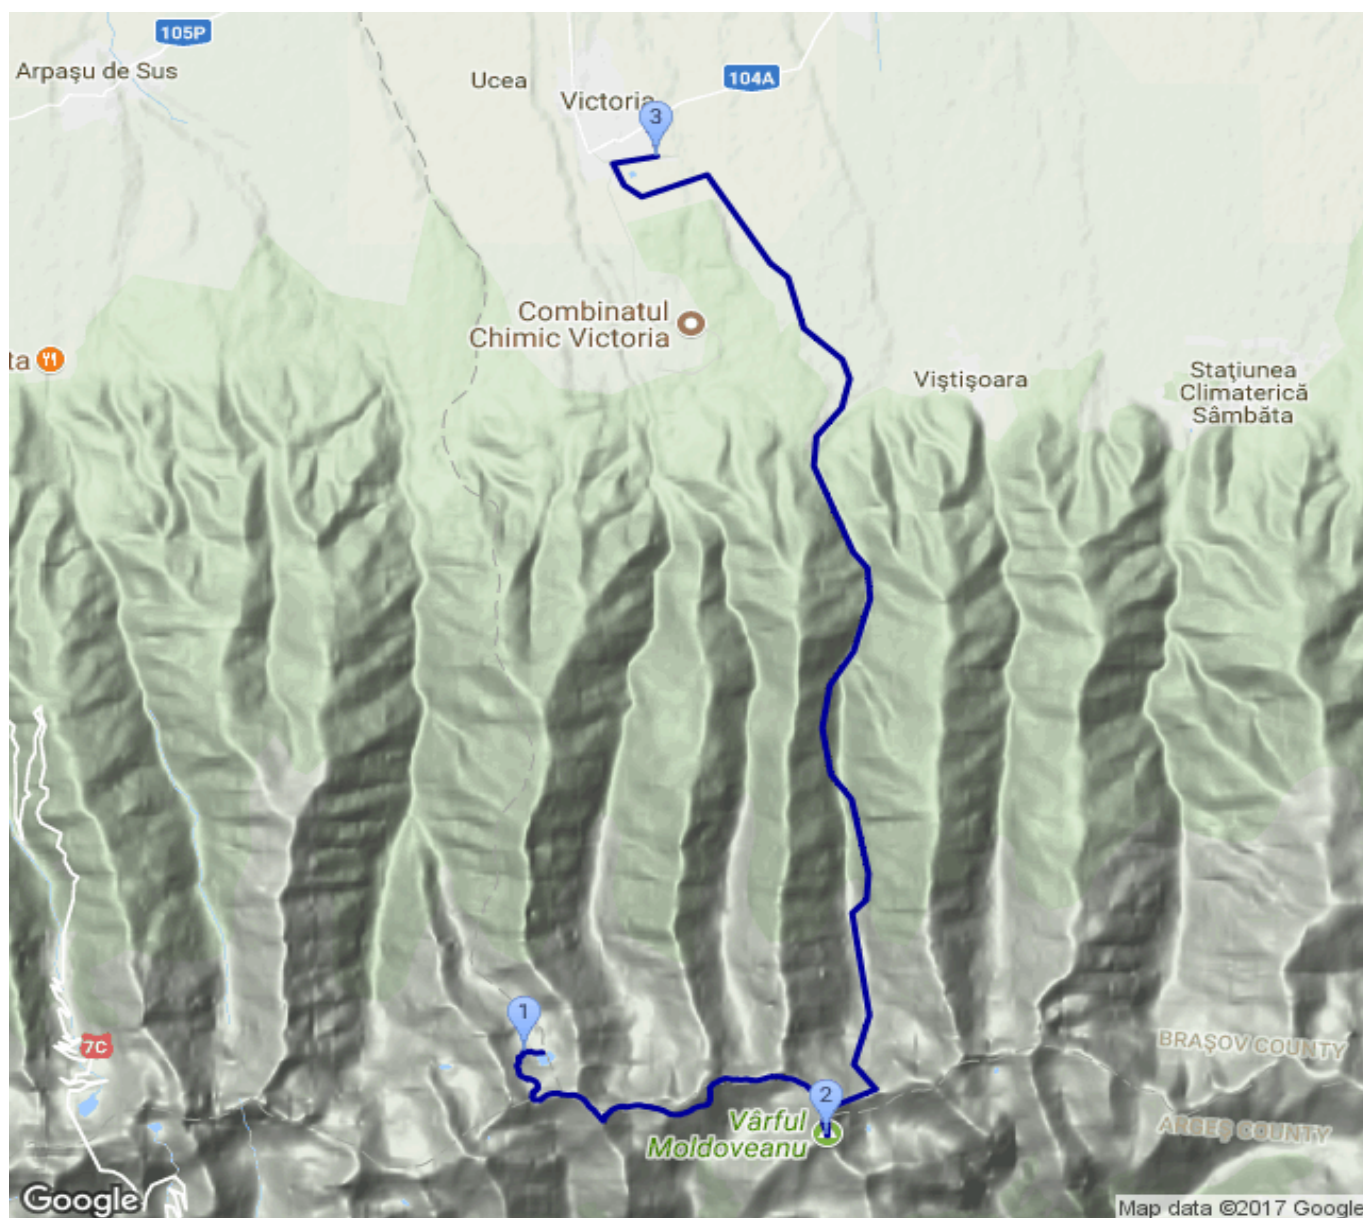 105P
Arpaşu de Sus
Ucea
104A
Victoria
3
Combinatul
Chimic Victoria
ta
Viştişoara
Staţiunea
Climaterică
Sâmbăta
1
7C
BRAŞOV COUNTY
2
Vârful
Moldoveanu
ARGEŞ COUNTY
Google
Map data ©2017 Google